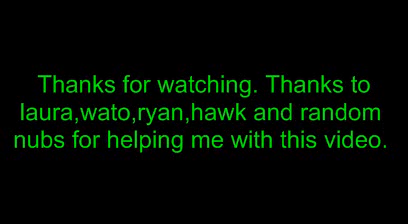 Thanks for watching. Thanks to
laura,wato,ryan,hawk and random
nubs for helping me with this video.